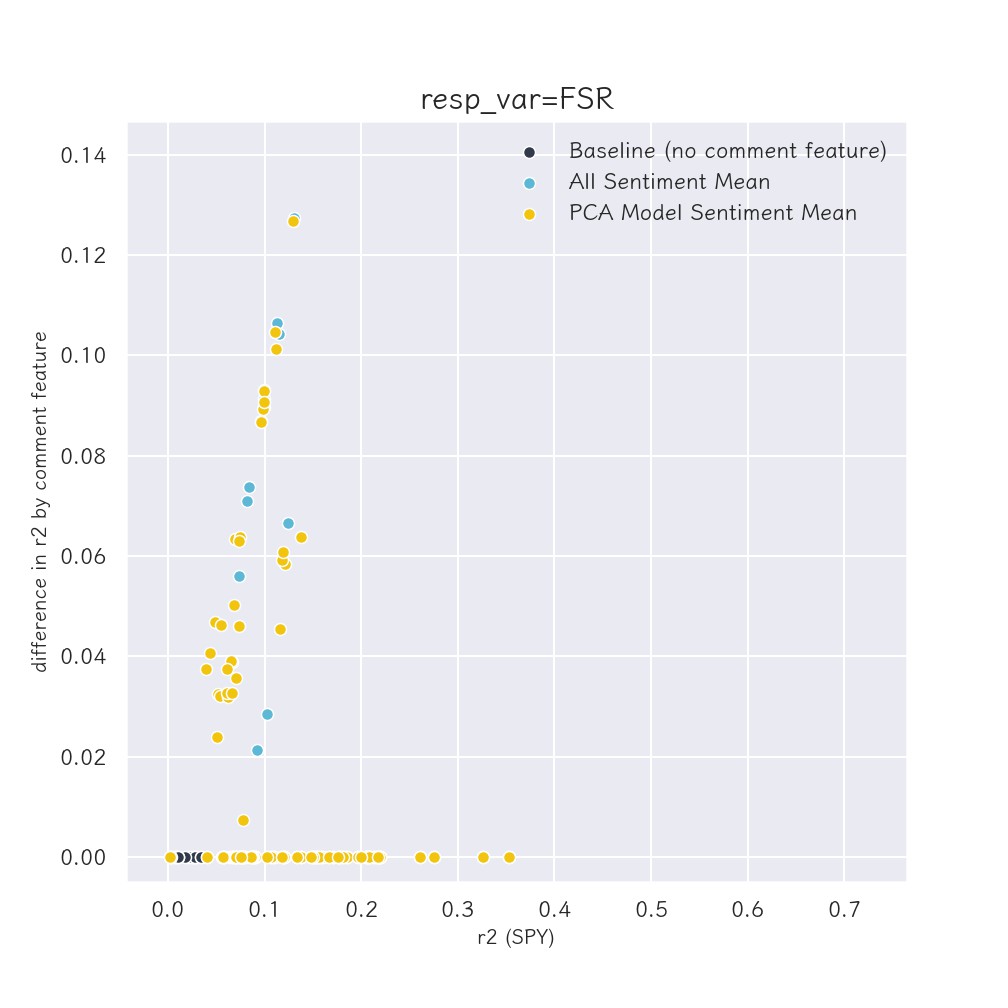 resp_var=FSR
Baseline (no comment feature)
All Sentiment Mean
PCA Model Sentiment Mean
difference in r2 by comment feature
0.14
0.12
0.10
0.08
0.06
0.04
0.02
0.00
0.0 0.1 0.2 0.3 0.4 0.5 0.6 0.7
r2 (SPY)